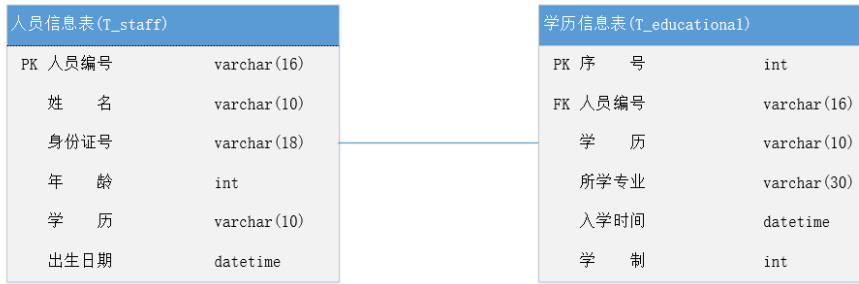 人员信息表(T_staff)
PK 人员编号 varchar(16)
姓 名 varchar(10)
身份证号 varchar(18)
年 龄 int
学 历 varchar(10)
出生日期 datetime
学历信息表(T_educational)
PK 序 号 int
FK 人员编号 varchar(16)
学 历 varchar(10)
所学专业 varchar(30)
入学时间 datetime
学 制 int